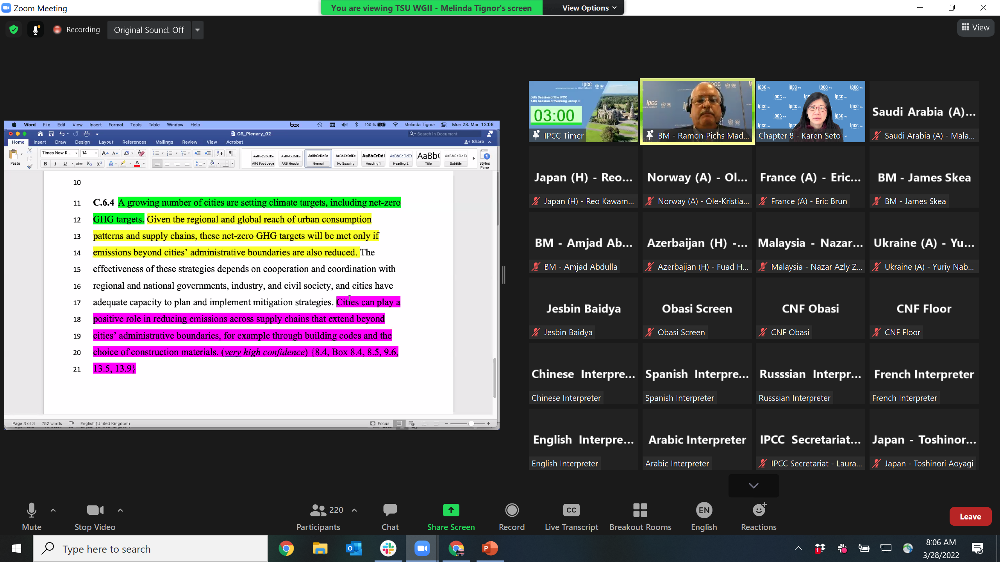 Zoom Meeting
You are viewing TSU WGII - Melinda Tignor's screen
View Options
Recording
Original Sound: Off
View
Word File Edit View Insert Format Tools Table Window Help
box
100 %
Melinda Tignor
Mon 28. Mar 13:06
C6_Plenary_02
Search in Document
Home Insert Draw Design Layout References Mailings Review View Acrobat
Share
Paste
Times New R...
14
AaBbCcDdEe AaBbCcDdEe AaBbCcDdEe AaBbCcDdEe AaBbCcDdI AaBbCcDdEe AaBb( AaBbCcDdEe
AR6 Foot page AR6 Header Normal No Spacing Heading 1 Heading 2 Title Subtitle
Styles
Pane
10
11 C.6.4 A growing number of cities are setting climate targets, including net-zero
12 GHG targets. Given the regional and global reach of urban consumption
13 patterns and supply chains, these net-zero GHG targets will be met only if
14 emissions beyond cities’ administrative boundaries are also reduced. The
15 effectiveness of these strategies depends on cooperation and coordination with
16 regional and national governments, industry, and civil society, and cities have
17 adequate capacity to plan and implement mitigation strategies. Cities can play a
18 positive role in reducing emissions across supply chains that extend beyond
19 cities’ administrative boundaries, for example through building codes and the
20 choice of construction materials. (very high confidence) {8.4, Box 8.4, 8.5, 9.6,
21 13.5, 13.9}
Page 3 of 3 752 words English (United Kingdom)
Focus
ipcc
56th Session of the IPCC
14th Session of Working Group III
03:00
IPCC Timer
ipcc
BM - Ramon Pichs Mad...
ipcc
Chapter 8 - Karen Seto
Saudi Arabia (A)...
Saudi Arabia (A) - Mala...
Japan (H) - Reo...
Japan (H) - Reo Kawam...
Norway (A) - Ol...
Norway (A) - Ole-Kristia...
France (A) - Eric...
France (A) - Eric Brun
BM - James Skea
BM - James Skea
BM - Amjad Ab...
BM - Amjad Abdulla
Azerbaijan (H) -...
Azerbaijan (H) - Fuad H...
Malaysia - Nazar...
Malaysia - Nazar Azly Z...
Ukraine (A) - Yu...
Ukraine (A) - Yuriy Nab...
Jesbin Baidya
Jesbin Baidya
Obasi Screen
Obasi Screen
CNF Obasi
CNF Obasi
CNF Floor
CNF Floor
Chinese Interpre...
Chinese Interpreter
Spanish Interpre...
Spanish Interpreter
Russsian Interpr...
Russsian Interpreter
French Interpreter
French Interpreter
English Interpre...
English Interpreter
Arabic Interpreter
Arabic Interpreter
IPCC Secretariat...
IPCC Secretariat - Laura...
Japan - Toshinor...
Japan - Toshinori Aoyagi
Mute
Stop Video
220
Participants
Chat
Share Screen
Record
CC
Live Transcript
Breakout Rooms
EN
English
Reactions
Leave
Type here to search
8:06 AM
3/28/2022